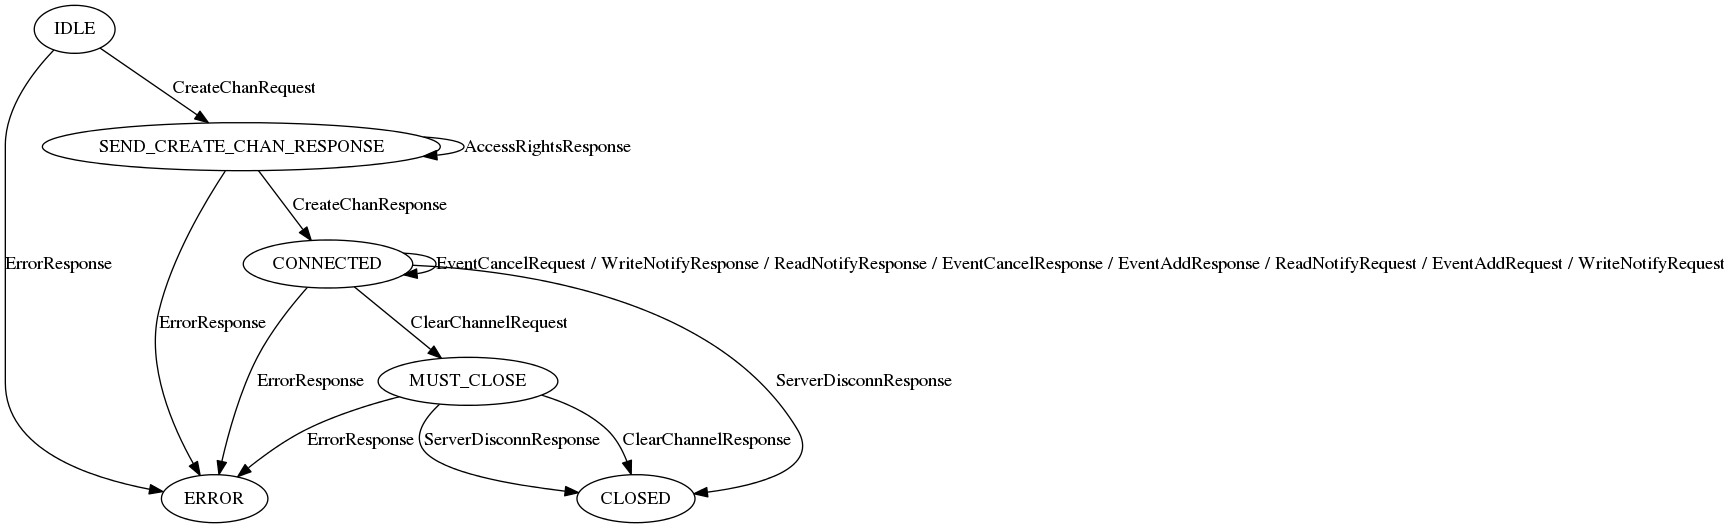 IDLE
CreateChanRequest
SEND_CREATE_CHAN_RESPONSE
AccessRightsResponse
CreateChanResponse
ErrorResponse
CONNECTED
EventCancelRequest / WriteNotifyResponse / ReadNotifyResponse / EventCancelResponse / EventAddResponse / ReadNotifyRequest / EventAddRequest / WriteNotifyRequest
ErrorResponse
ClearChannelRequest
ErrorResponse
MUST_CLOSE
ServerDisconnResponse
ErrorResponse
ServerDisconnResponse
ClearChannelResponse
ERROR
CLOSED